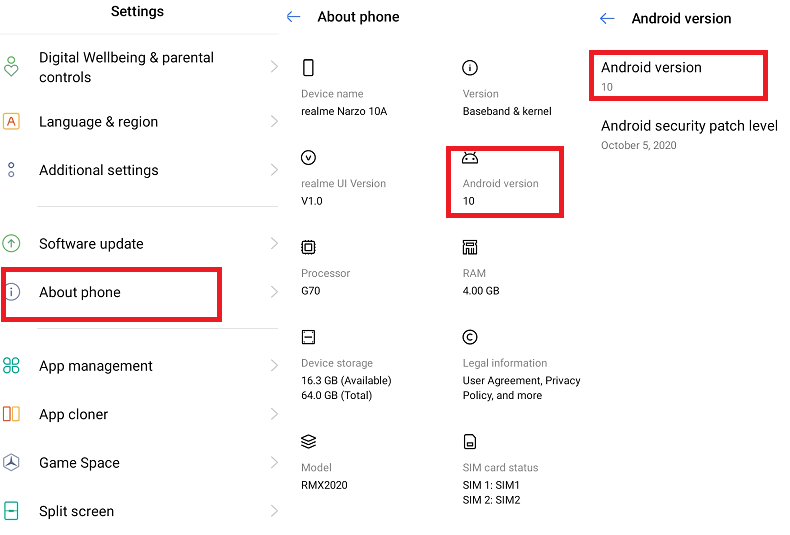 Settings
Digital Wellbeing & parental
controls
Language & region
Additional settings
Software update
About phone
App management
App cloner
Game Space
Split screen
About phone
Device name
realme Narzo 10A
Version
Baseband & kernel
realme UI Version
V1.0
Android version
10
Processor
G70
RAM
4.00 GB
Device storage
16.3 GB (Available)
64.0 GB (Total)
Legal information
User Agreement, Privacy
Policy, and more
Model
RMX2020
SIM card status
SIM 1: SIM1
SIM 2: SIM2
Android version
Android version
10
Android security patch level
October 5, 2020